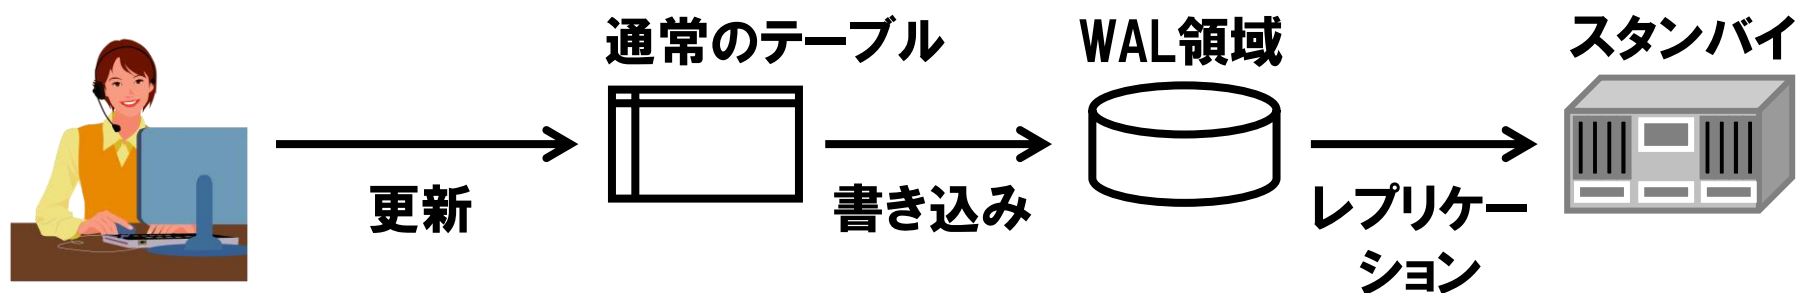 通常のテーブル
WAL領域
スタンバイ
更新
書き込み
レプリケー
ション